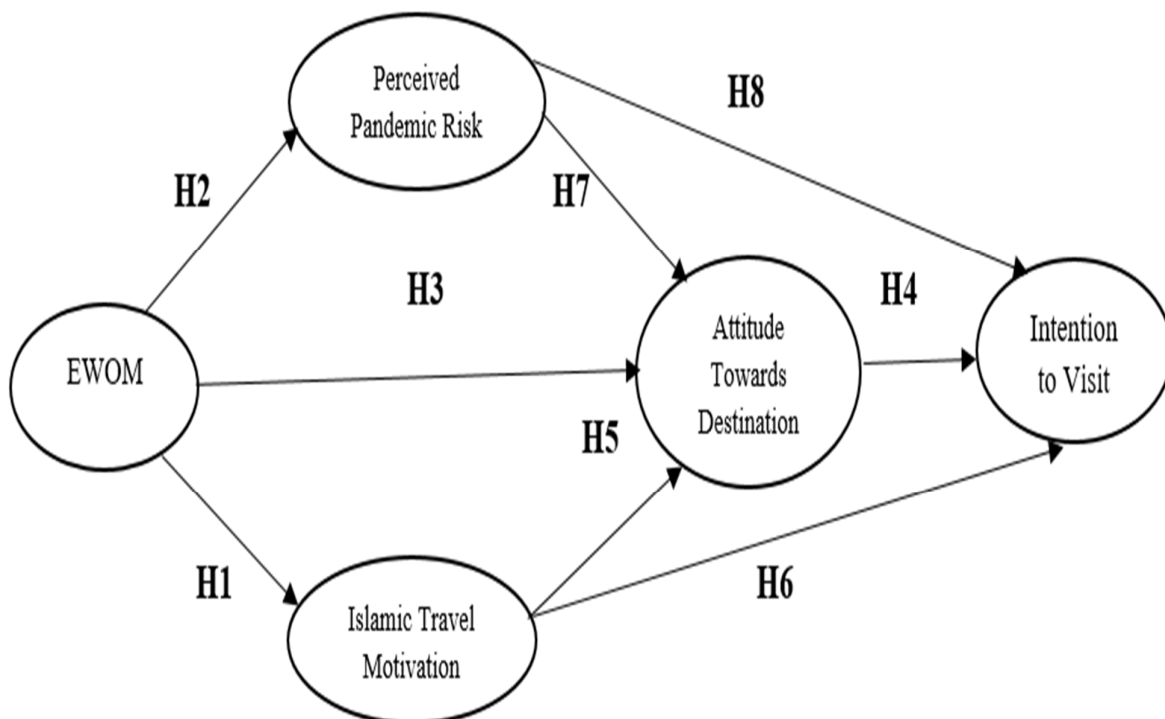 Perceived
Pandemic Risk
H8
H2
H7
H3
H4
EWOM
Attitude
Towards
Destination
Intention
to Visit
H5
H1
H6
Islamic Travel
Motivation